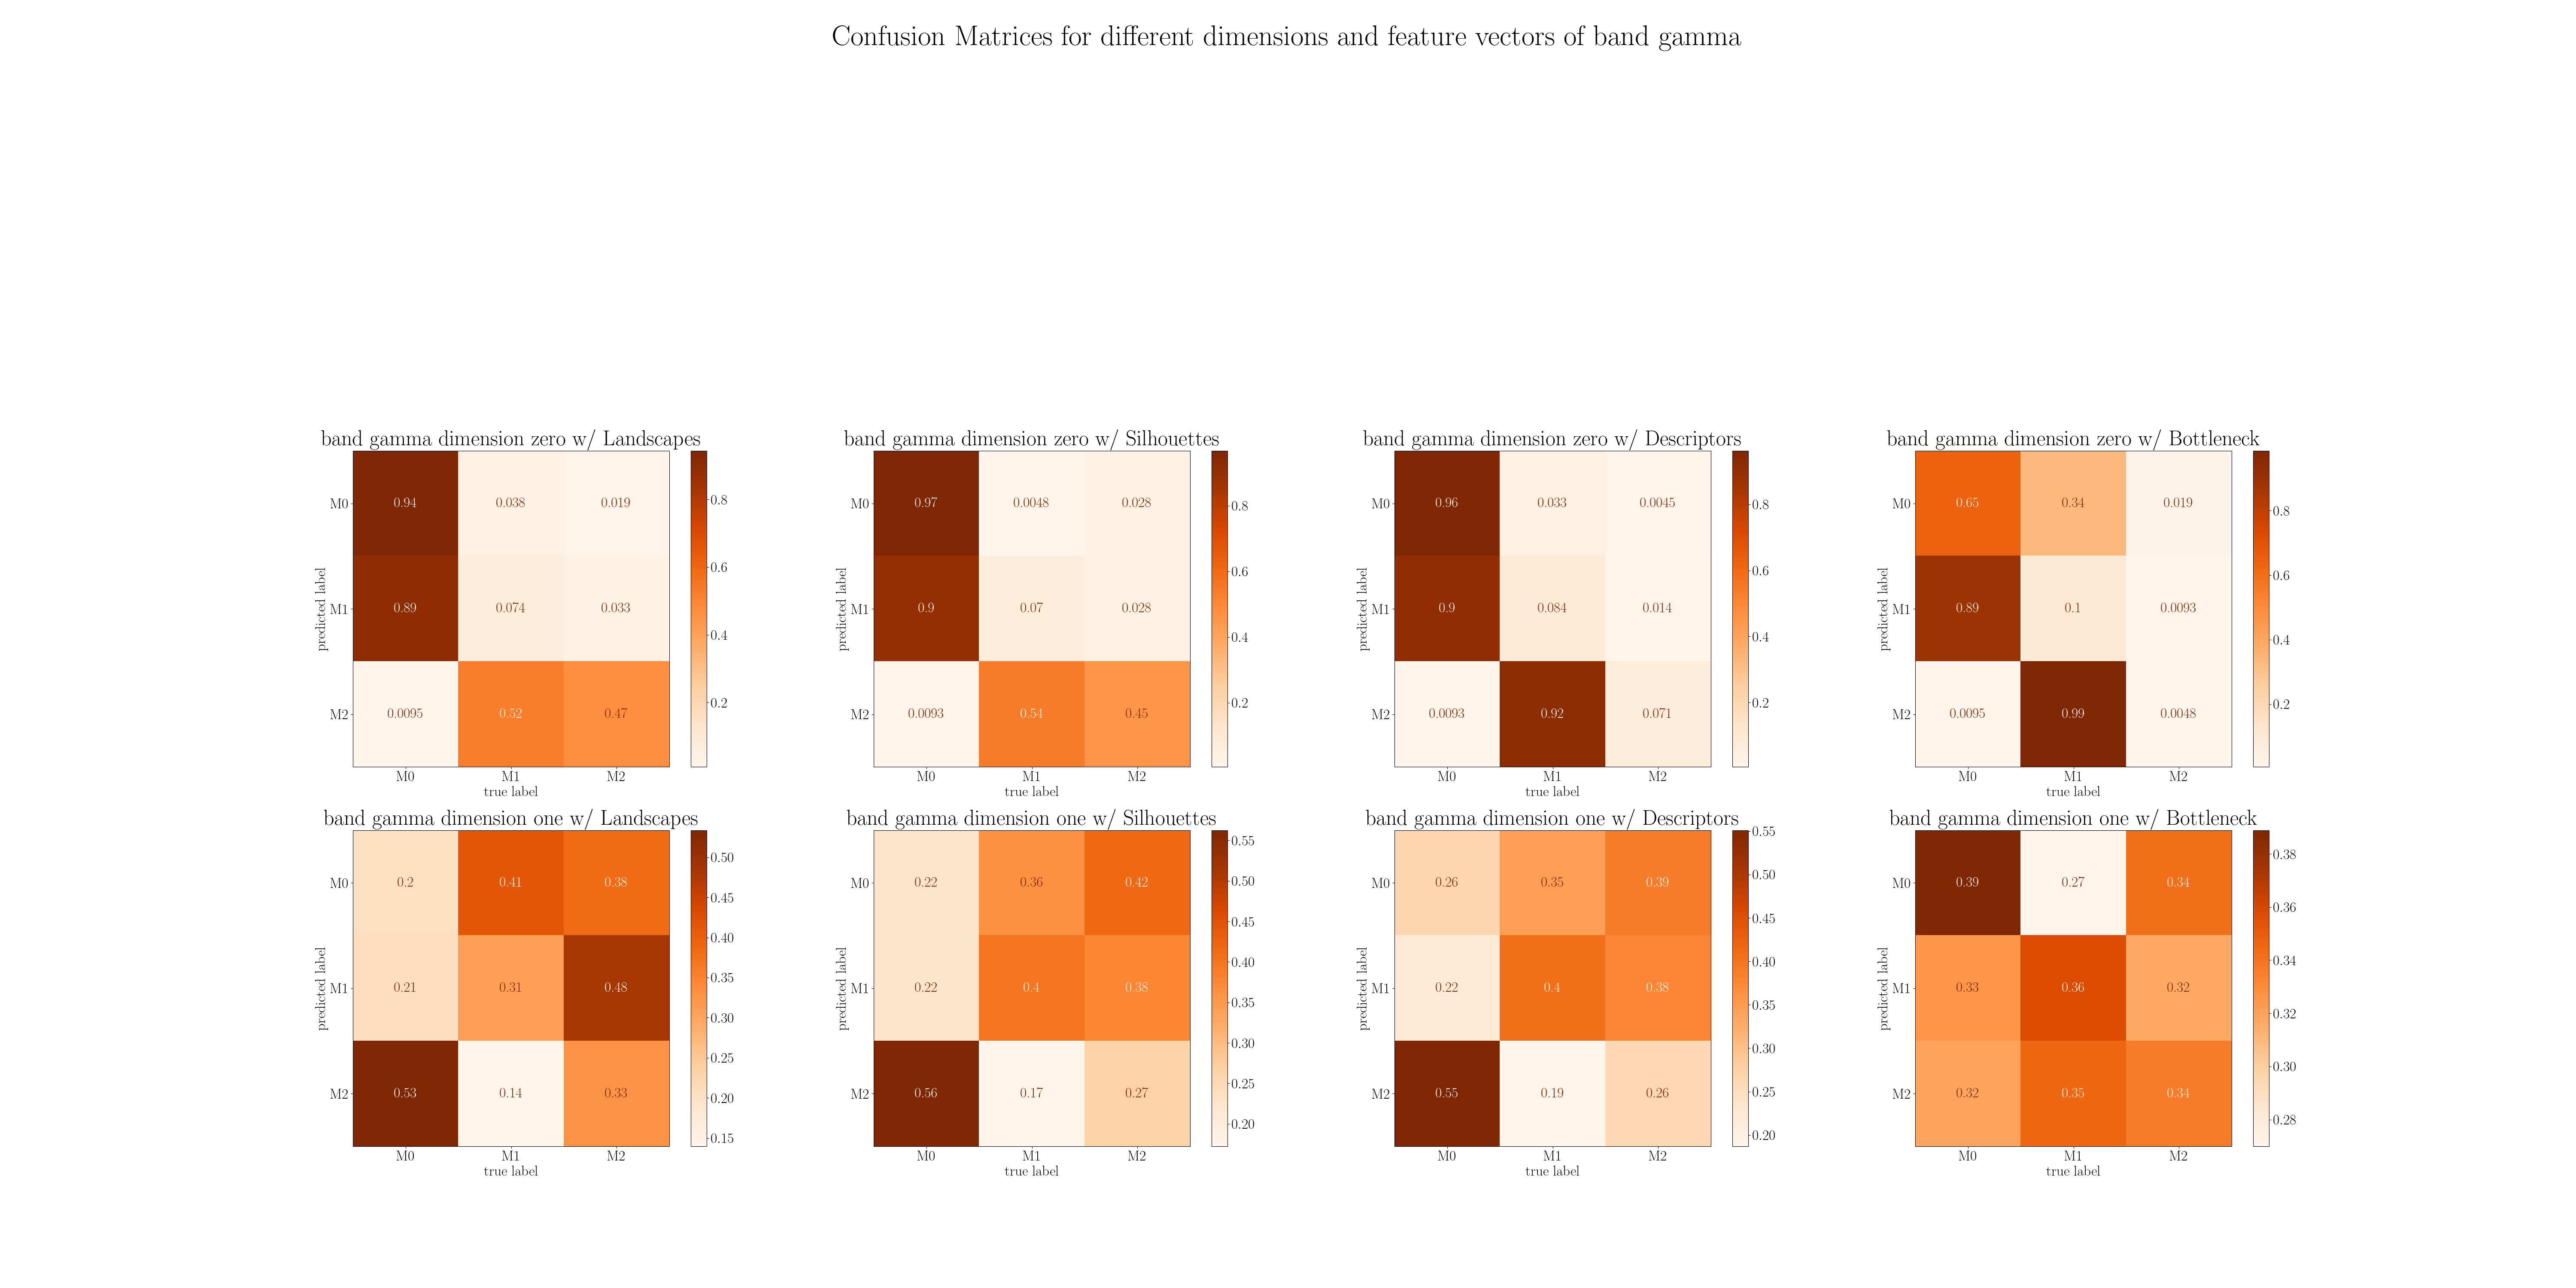 Confusion Matrices for different dimensions and feature vectors of band gamma
band gamma dimension zero w/ Landscapes
predicted label
M0 0.94 0.038 0.019
M1 0.89 0.074 0.033
M2 0.0095 0.52 0.47
M0 M1 M2
true label
0.8
0.6
0.4
0.2
band gamma dimension zero w/ Silhouettes
predicted label
M0 0.97 0.0048 0.028
M1 0.9 0.07 0.028
M2 0.0093 0.54 0.45
M0 M1 M2
true label
0.8
0.6
0.4
0.2
band gamma dimension zero w/ Descriptors
predicted label
M0 0.96 0.033 0.0045
M1 0.9 0.084 0.014
M2 0.0093 0.92 0.071
M0 M1 M2
true label
0.8
0.6
0.4
0.2
band gamma dimension zero w/ Bottleneck
predicted label
M0 0.65 0.34 0.019
M1 0.89 0.1 0.0093
M2 0.0095 0.99 0.0048
M0 M1 M2
true label
0.8
0.6
0.4
0.2
band gamma dimension one w/ Landscapes
predicted label
M0 0.2 0.41 0.38
M1 0.21 0.31 0.48
M2 0.53 0.14 0.33
M0 M1 M2
true label
0.50
0.45
0.40
0.35
0.30
0.25
0.20
0.15
band gamma dimension one w/ Silhouettes
predicted label
M0 0.22 0.36 0.42
M1 0.22 0.4 0.38
M2 0.56 0.17 0.27
M0 M1 M2
true label
0.55
0.50
0.45
0.40
0.35
0.30
0.25
0.20
band gamma dimension one w/ Descriptors
predicted label
M0 0.26 0.35 0.39
M1 0.22 0.4 0.38
M2 0.55 0.19 0.26
M0 M1 M2
true label
0.55
0.50
0.45
0.40
0.35
0.30
0.25
0.20
band gamma dimension one w/ Bottleneck
predicted label
M0 0.39 0.27 0.34
M1 0.33 0.36 0.32
M2 0.32 0.35 0.34
M0 M1 M2
true label
0.38
0.36
0.34
0.32
0.30
0.28